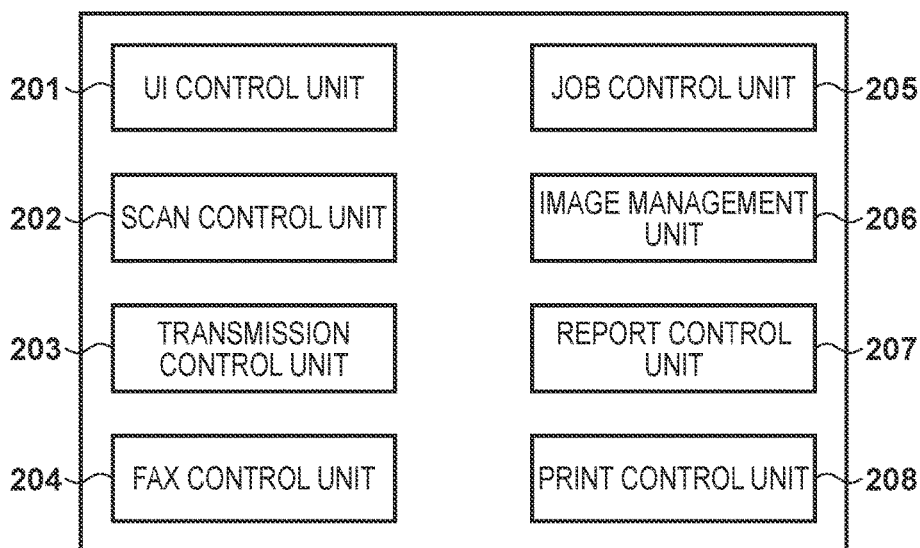 201
UI CONTROL UNIT
JOB CONTROL UNIT
205
202
SCAN CONTROL UNIT
IMAGE MANAGEMENT
UNIT
206
203
TRANSMISSION
CONTROL UNIT
REPORT CONTROL
UNIT
207
204
FAX CONTROL UNIT
PRINT CONTROL UNIT
208